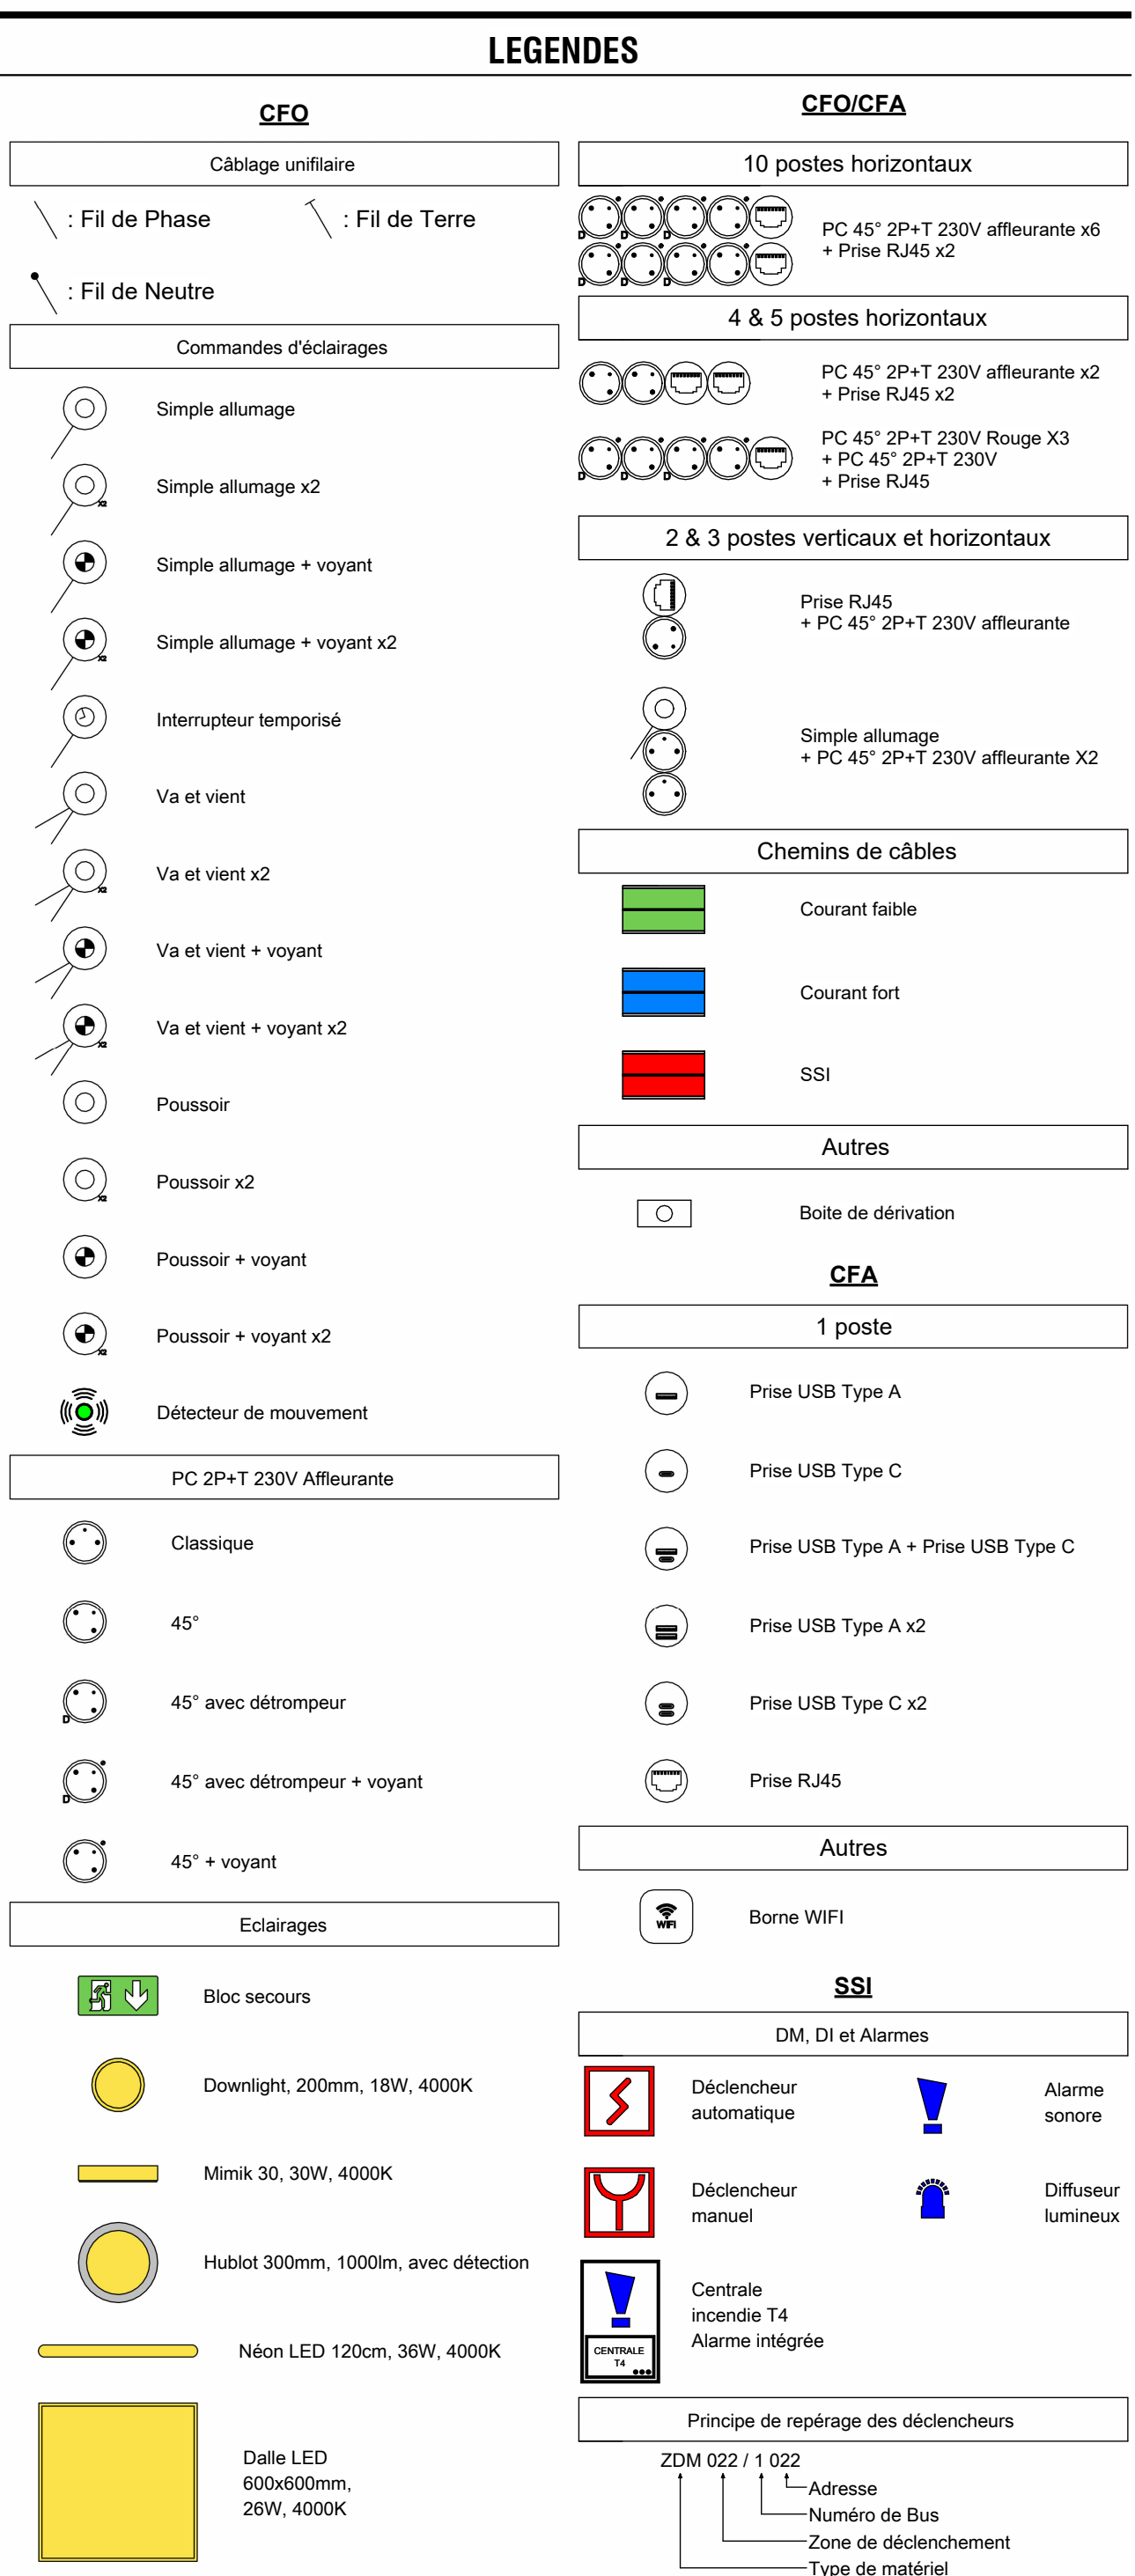 LEGENDES
CFO
Câblage unifilaire
: Fil de Phase
: Fil de Terre
: Fil de Neutre
Commandes d'éclairages
Simple allumage
X2
Simple allumage x2
Simple allumage + voyant
X2
Simple allumage + voyant x2
Interrupteur temporisé
Va et vient
X2
Va et vient x2
Va et vient + voyant
X2
Va et vient + voyant x2
Poussoir
X2
Poussoir x2
Poussoir + voyant
X2
Poussoir + voyant x2
Détecteur de mouvement
PC 2P+T 230V Affleurante
Classique
45°
D
45° avec détrompeur
D
45° avec détrompeur + voyant
45° + voyant
Eclairages
Bloc secours
Downlight, 200mm, 18W, 4000K
Mimik 30, 30W, 4000K
Hublot 300mm, 1000lm, avec détection
Néon LED 120cm, 36W, 4000K
Dalle LED
600x600mm,
26W, 4000K
CFO/CFA
10 postes horizontaux
D D D
D D D
PC 45° 2P+T 230V affleurante x6
+ Prise RJ45 x2
4 & 5 postes horizontaux
PC 45° 2P+T 230V affleurante x2
+ Prise RJ45 x2
D D D
PC 45° 2P+T 230V Rouge X3
+ PC 45° 2P+T 230V
+ Prise RJ45
2 & 3 postes verticaux et horizontaux
Prise RJ45
+ PC 45° 2P+T 230V affleurante
Simple allumage
+ PC 45° 2P+T 230V affleurante X2
Chemins de câbles
Courant faible
Courant fort
SSI
Autres
Boite de dérivation
CFA
1 poste
Prise USB Type A
Prise USB Type C
Prise USB Type A + Prise USB Type C
Prise USB Type A x2
Prise USB Type C x2
Prise RJ45
Autres
WIFI
Borne WIFI
SSI
DM, DI et Alarmes
Déclencheur
automatique
Alarme
sonore
Déclencheur
manuel
Diffuseur
lumineux
CENTRALE
T4
Centrale
incendie T4
Alarme intégrée
Principe de repérage des déclencheurs
ZDM 022 / 1 022
Adresse
Numéro de Bus
Zone de déclenchement
Type de matériel